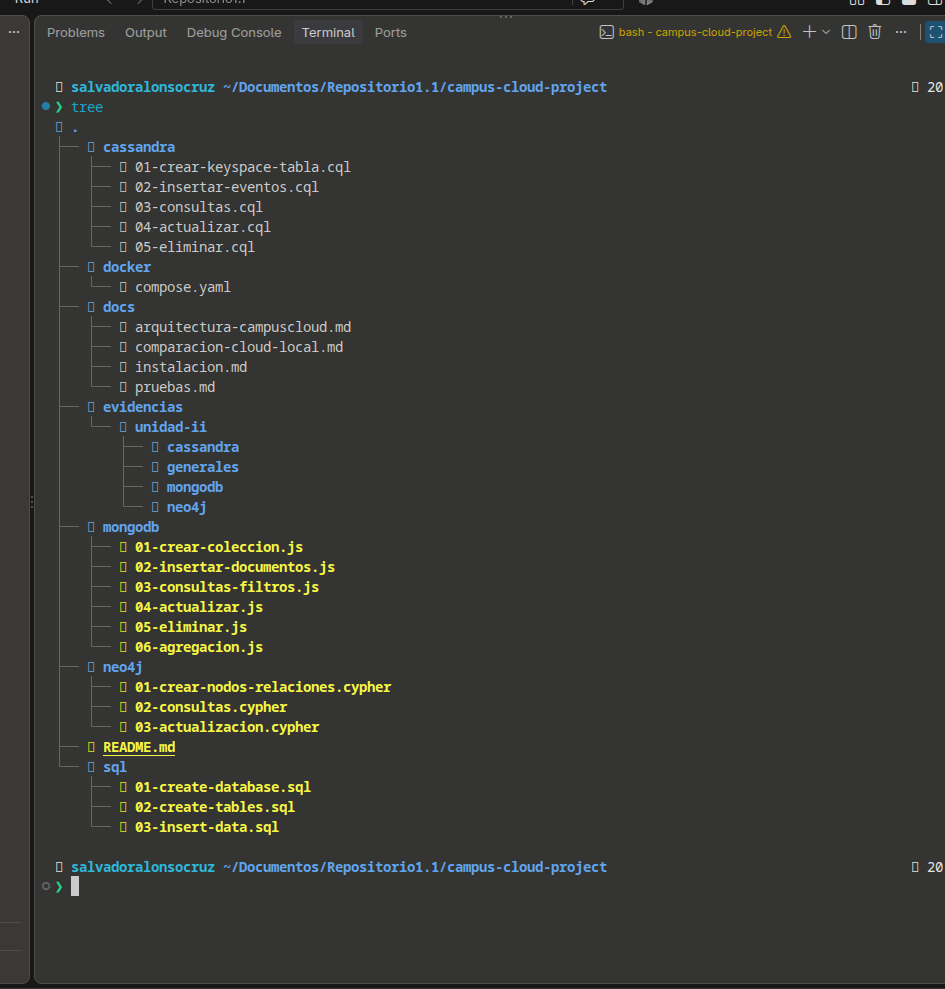 Run
Repositorio1.1
Problems Output Debug Console Terminal Ports bash - campus-cloud-project
salvadoralonsocruz ~/Documentos/Repositorio1.1/campus-cloud-project 20
❯ tree
.
├── cassandra
│   ├── 01-crear-keyspace-tabla.cql
│   ├── 02-insertar-eventos.cql
│   ├── 03-consultas.cql
│   ├── 04-actualizar.cql
│   └── 05-eliminar.cql
├── docker
│   └── compose.yaml
├── docs
│   ├── arquitectura-campuscloud.md
│   ├── comparacion-cloud-local.md
│   ├── instalacion.md
│   └── pruebas.md
├── evidencias
│   └── unidad-ii
│       ├── cassandra
│       ├── generales
│       ├── mongodb
│       └── neo4j
├── mongodb
│   ├── 01-crear-coleccion.js
│   ├── 02-insertar-documentos.js
│   ├── 03-consultas-filtros.js
│   ├── 04-actualizar.js
│   ├── 05-eliminar.js
│   └── 06-agregacion.js
├── neo4j
│   ├── 01-crear-nodos-relaciones.cypher
│   ├── 02-consultas.cypher
│   └── 03-actualizacion.cypher
├── README.md
└── sql
    ├── 01-create-database.sql
    ├── 02-create-tables.sql
    └── 03-insert-data.sql
salvadoralonsocruz ~/Documentos/Repositorio1.1/campus-cloud-project 20
❯